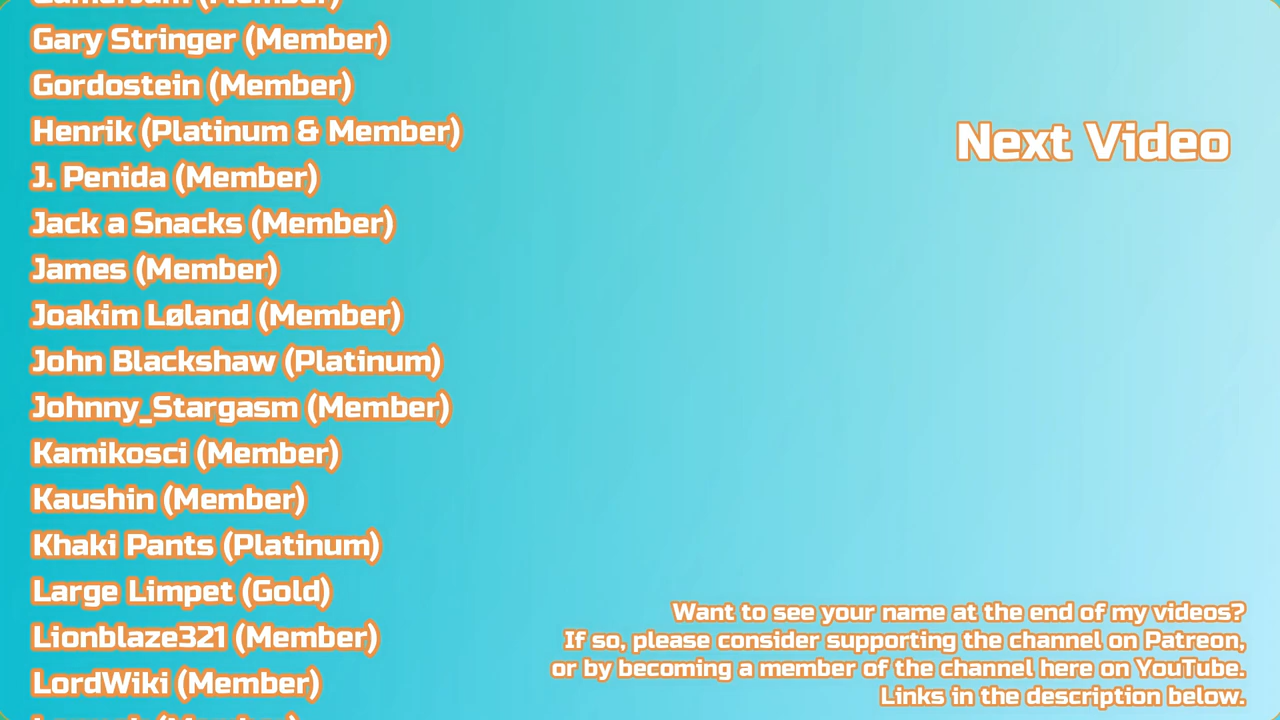 Gary Stringer (Member)
Gordostein (Member)
Henrik (Platinum & Member)
J. Penida (Member)
Jack a Snacks (Member)
James (Member)
Joakim Løland (Member)
John Blackshaw (Platinum)
Johnny_Stargasm (Member)
Kamikosci (Member)
Kaushin (Member)
Khaki Pants (Platinum)
Large Limpet (Gold)
Lionblaze321 (Member)
LordWiki (Member)
Next Video
Want to see your name at the end of my videos?
If so, please consider supporting the channel on Patreon,
or by becoming a member of the channel here on YouTube.
Links in the description below.